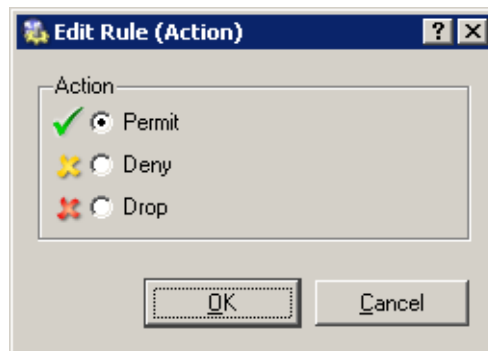 Edit Rule (Action)
Action
Permit
Deny
Drop
OK
Cancel